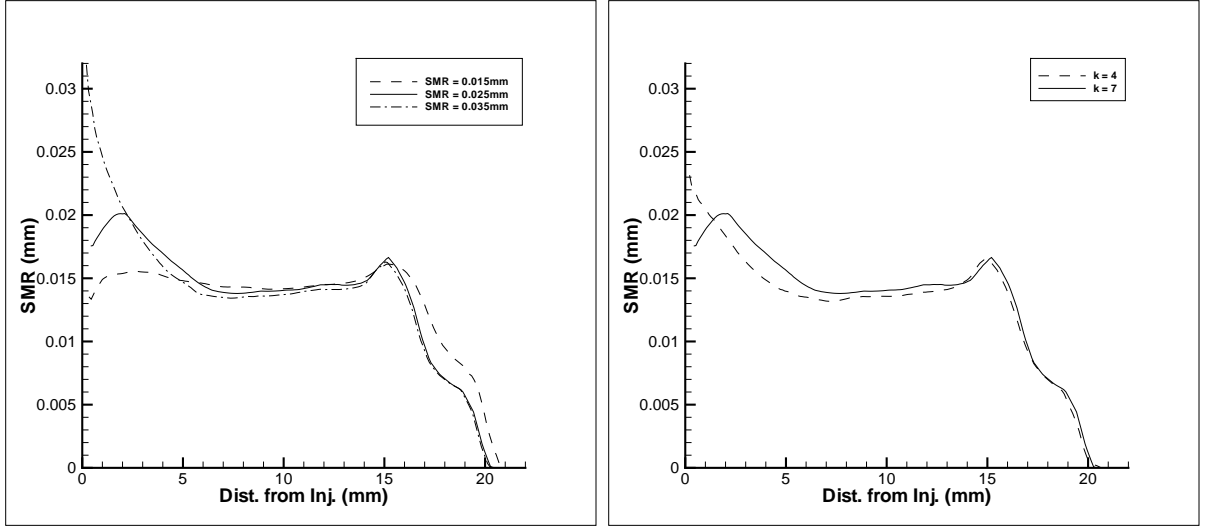 SMR = 0.015mm
SMR = 0.025mm
SMR = 0.035mm
SMR (mm)
0.03
0.025
0.02
0.015
0.01
0.005
0
0 5 10 15 20
Dist. from Inj. (mm)
k = 4
k = 7
SMR (mm)
0.03
0.025
0.02
0.015
0.01
0.005
0
0 5 10 15 20
Dist. from Inj. (mm)